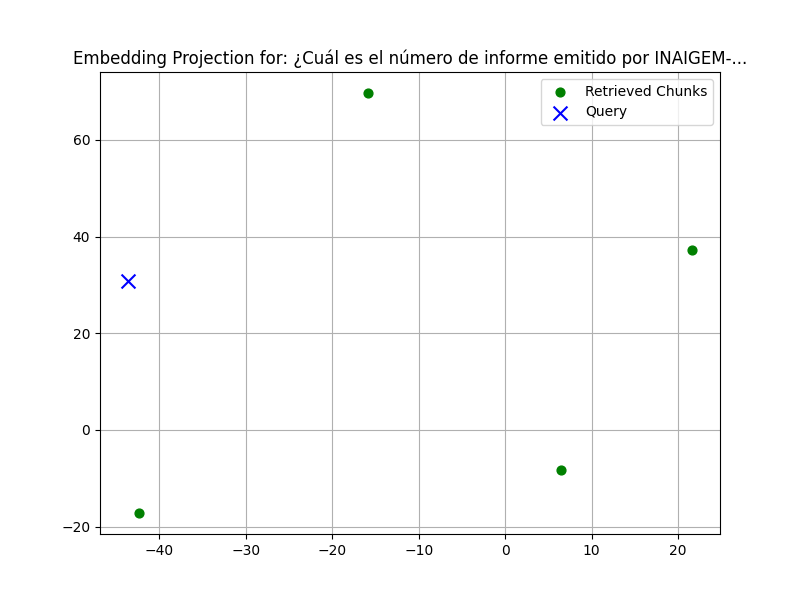 Embedding Projection for: ¿Cuál es el número de informe emitido por INAIGEM-...
Retrieved Chunks
Query
60
40
20
0
−20
−40 −30 −20 −10 0 10 20